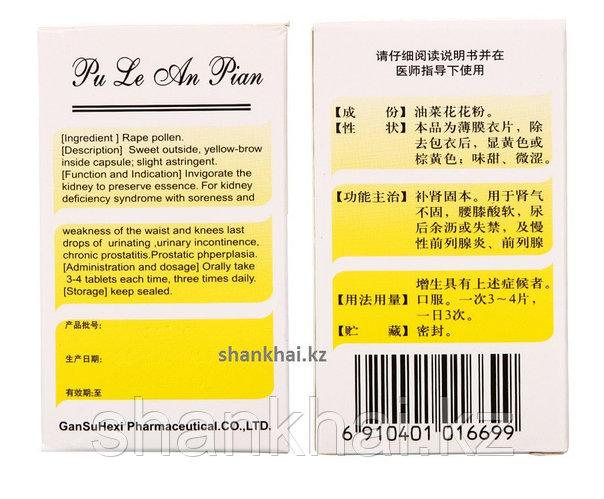 Pu Le An Pian
[Ingredient ] Rape pollen.
[Description] Sweet outside, yellow-brow
inside capsule; slight astringent.
[Function and Indication] Invigorate the
kidney to preserve essence. For kidney
deficiency syndrome with soreness and
weakness of the waist and knees last
drops of urinating ,urinary incontinence,
chronic prostatitis.Prostatic phperplasia.
[Administration and dosage] Orally take
3-4 tablets each time, three times daily.
[Storage] keep sealed.
产品批号:
生产日期:
有效期:至
GanSuHexi Pharmaceutical.CO.,LTD.
请仔细阅读说明书并在
医师指导下使用
【成 份】 油菜花花粉。
【性 状】 本品为薄膜衣片,除
去包衣后,显黄色或
棕黄色;味甜、微涩。
【功能主治】 补肾固本。用于肾气
不固,腰膝酸软,尿
后余沥或失禁,及慢
性前列腺炎、前列腺
增生具有上述症候者。
【用法用量】 口服。一次3~4片,
一日3次。
【贮 藏】 密封。
6 910401 016699
shankhai.kz
shankhai.kz